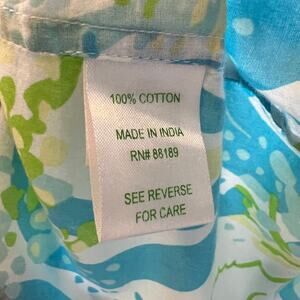 100% COTTON
MADE IN INDIA
RN# 88189
SEE REVERSE
FOR CARE